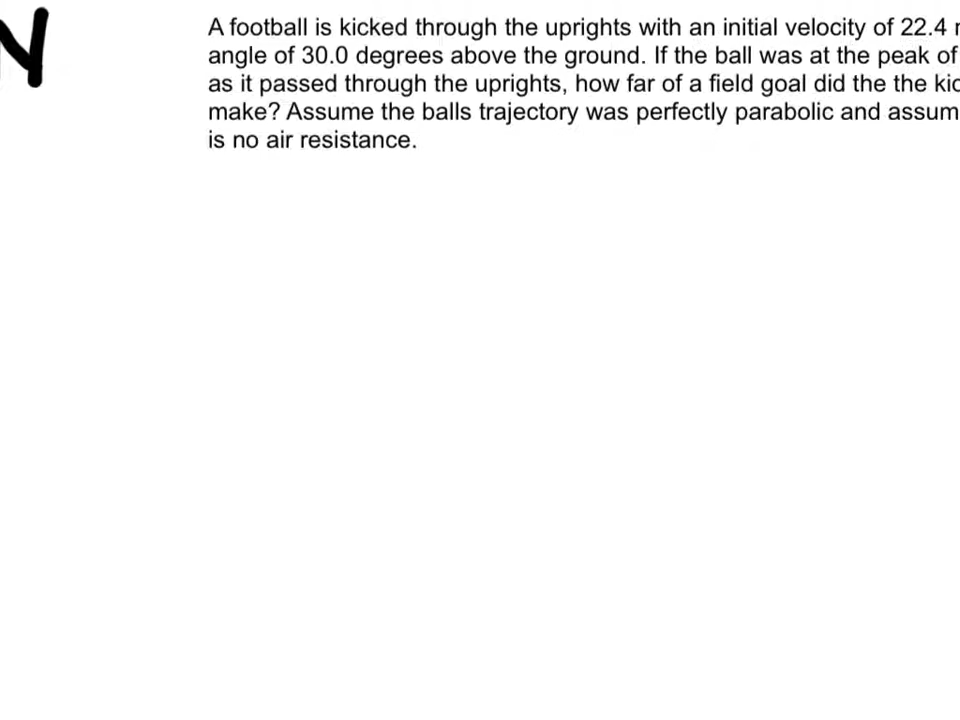 N
A football is kicked through the uprights with an initial velocity of 22.4
angle of 30.0 degrees above the ground. If the ball was at the peak of
as it passed through the uprights, how far of a field goal did the the
make? Assume the balls trajectory was perfectly parabolic and
is no air resistance.